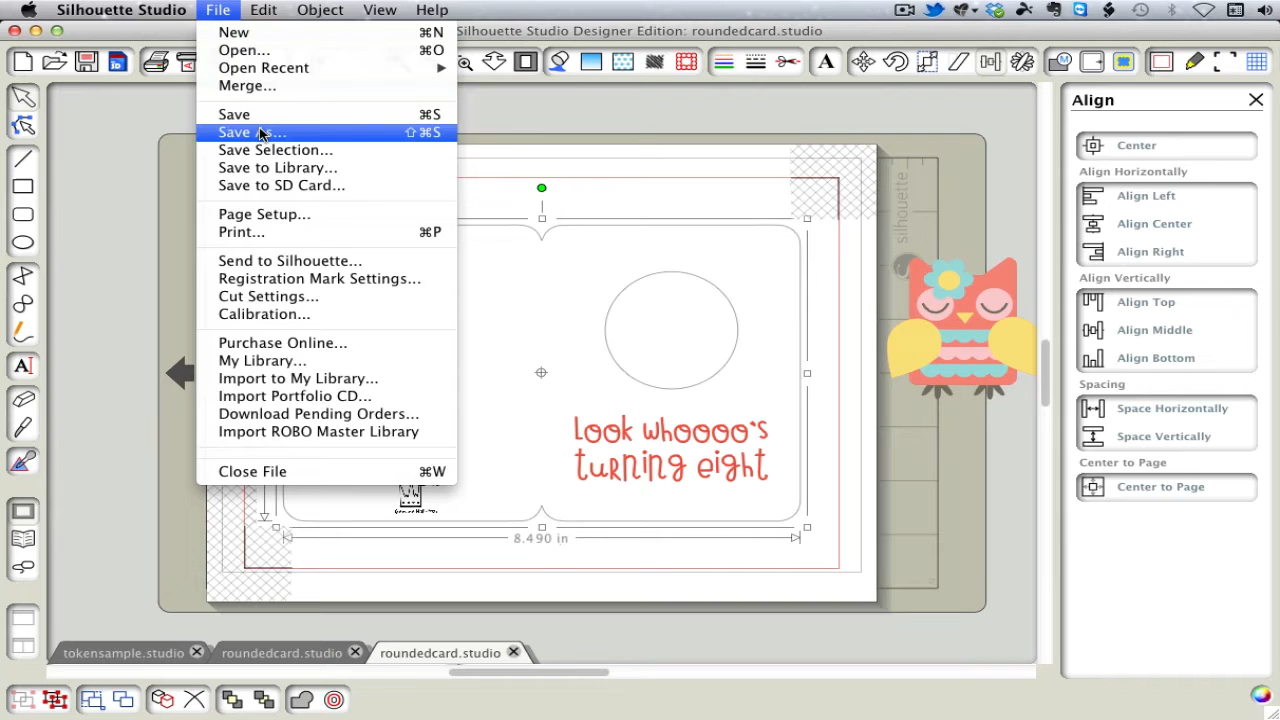 Silhouette Studio File Edit Object View Help
Silhouette Studio Designer Edition: roundedcard.studio
New ⌘N
Open... ⌘O
Open Recent ▶
Merge...
Save ⌘S
Save As... ⇧⌘S
Save Selection...
Save to Library...
Save to SD Card...
Page Setup...
Print... ⌘P
Send to Silhouette...
Registration Mark Settings...
Cut Settings...
Calibration...
Purchase Online...
My Library...
Import to My Library...
Import Portfolio CD...
Download Pending Orders...
Import ROBO Master Library
Close File ⌘W
silhouette
Look whoooo's
turning eight
8.490 in
Align
Center
Align Horizontally
Align Left
Align Center
Align Right
Align Vertically
Align Top
Align Middle
Align Bottom
Spacing
Space Horizontally
Space Vertically
Center to Page
Center to Page
tokensample.studio roundedcard.studio roundedcard.studio